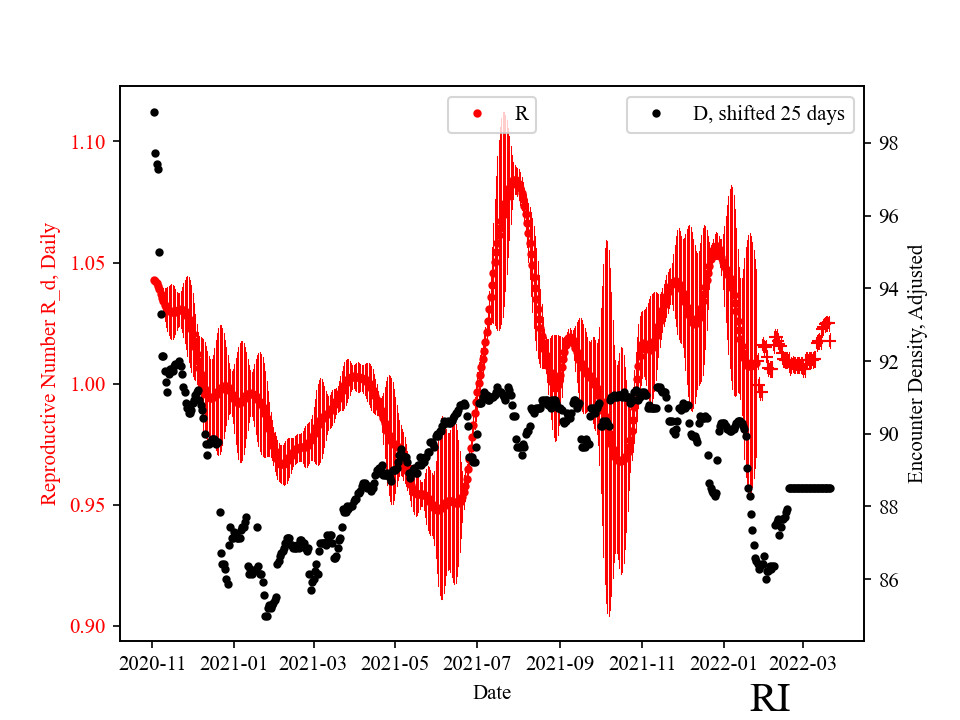 R
D, shifted 25 days
1.10
1.05
1.00
0.95
0.90
Reproductive Number R_d, Daily
98
96
94
92
90
88
86
Encounter Density, Adjusted
2020-11 2021-01 2021-03 2021-05 2021-07 2021-09 2021-11 2022-01 2022-03
Date
RI